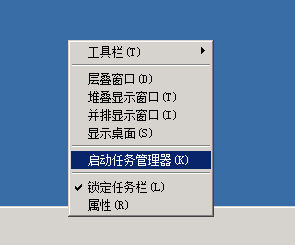 工具栏(T)
层叠窗口(D)
堆叠显示窗口(T)
并排显示窗口(I)
显示桌面(S)
启动任务管理器(K)
锁定任务栏(L)
属性(R)